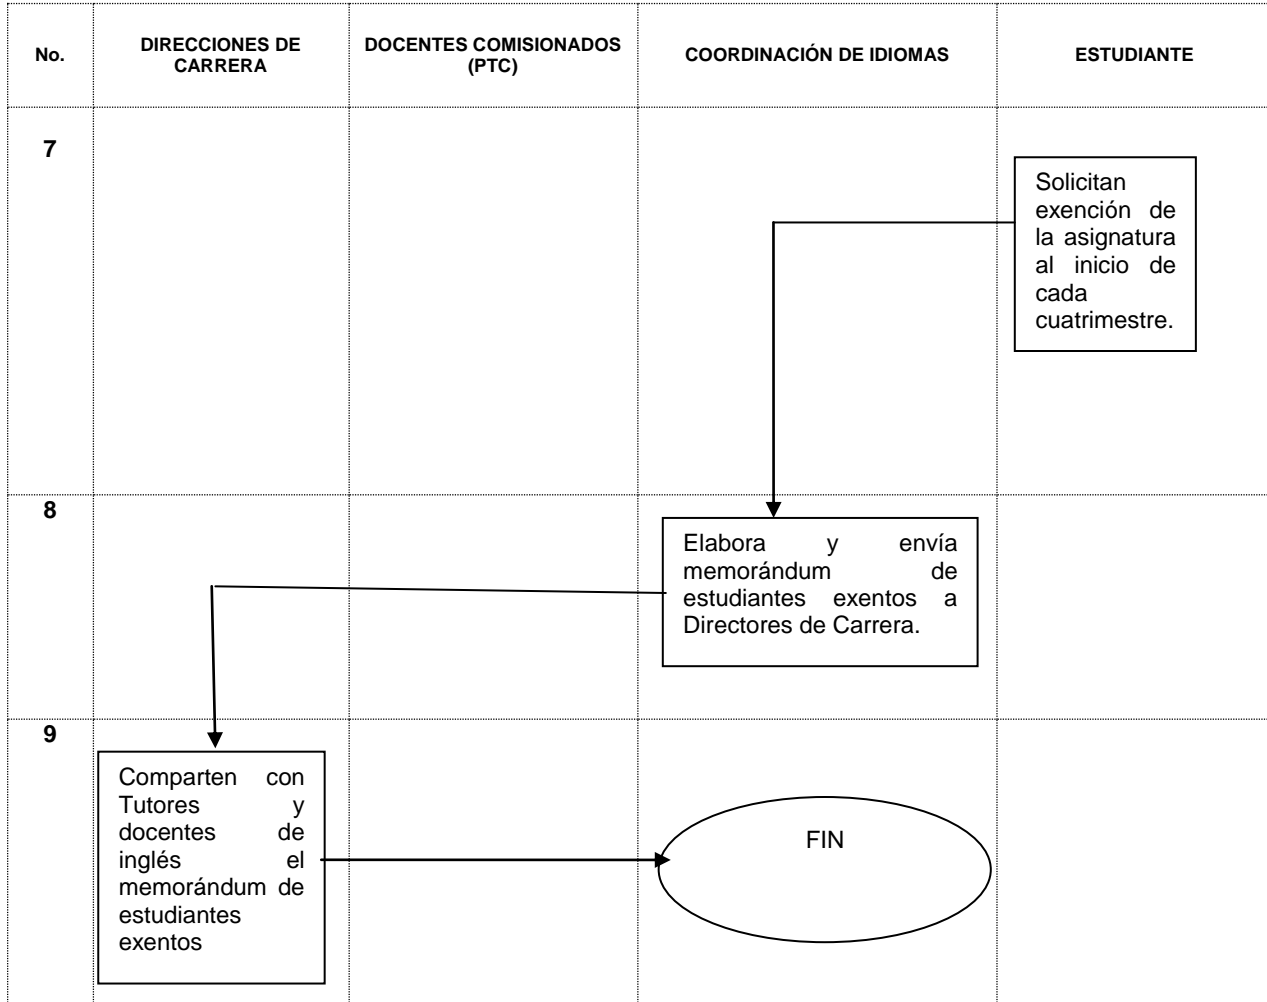 No.
DIRECCIONES DE
CARRERA
DOCENTES COMISIONADOS
(PTC)
COORDINACIÓN DE IDIOMAS
ESTUDIANTE
7
Solicitan
exención de
la asignatura
al inicio de
cada
cuatrimestre.
8
Elabora y envía
memorándum de
estudiantes exentos a
Directores de Carrera.
9
Comparten con
Tutores y
docentes de
inglés el
memorándum de
estudiantes
exentos
FIN